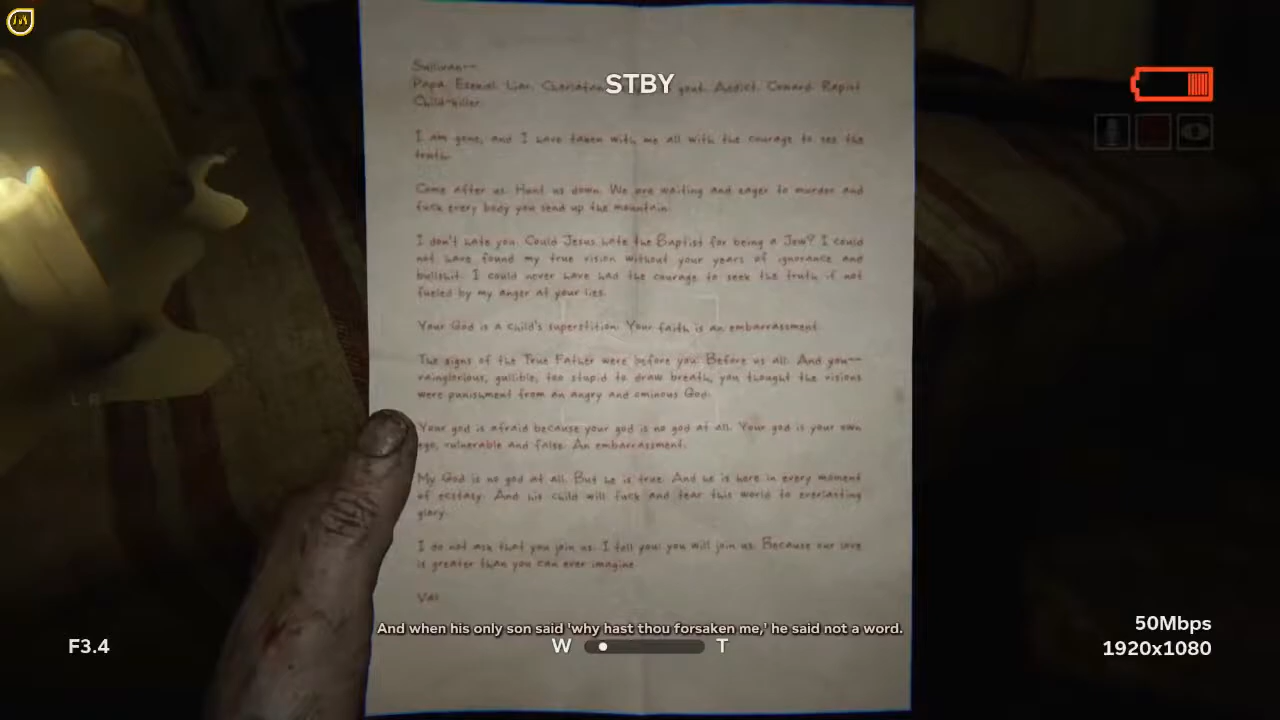 Sullivan--
STBY
Papa. Ezekiel. Liar. Charlatan. gout. Addict. Coward. Rapist
Child-killer.
I am gone, and I have taken with me all with the courage to see the
truth.
Come after us. Hunt us down. We are waiting and eager to murder and
fuck every body you send up the mountain.
I don't hate you. Could Jesus hate the Baptist for being a Jew? I could
not have found my true vision without your years of ignorance and
bullshit. I could never have had the courage to seek the truth if not
fueled by my anger at your lies.
Your God is a child's superstition. Your faith is an embarrassment.
The signs of the True Father were before you. Before us all. And you--
vainglorious, gullible, too stupid to draw breath, you thought the visions
were punishment from an angry and ominous God.
Your god is afraid because your god is no god at all. Your god is your own
ego, vulnerable and false. An embarrassment.
My God is no god at all. But he is true. And he is here in every moment
of ecstasy. And his child will fuck and tear this world to everlasting
glory.
I do not ask that you join us. I tell you: you will join us. Because our love
is greater than you can ever imagine.
Val
And when his only son said 'why hast thou forsaken me,' he said not a word.
F3.4
W T
50Mbps
1920x1080